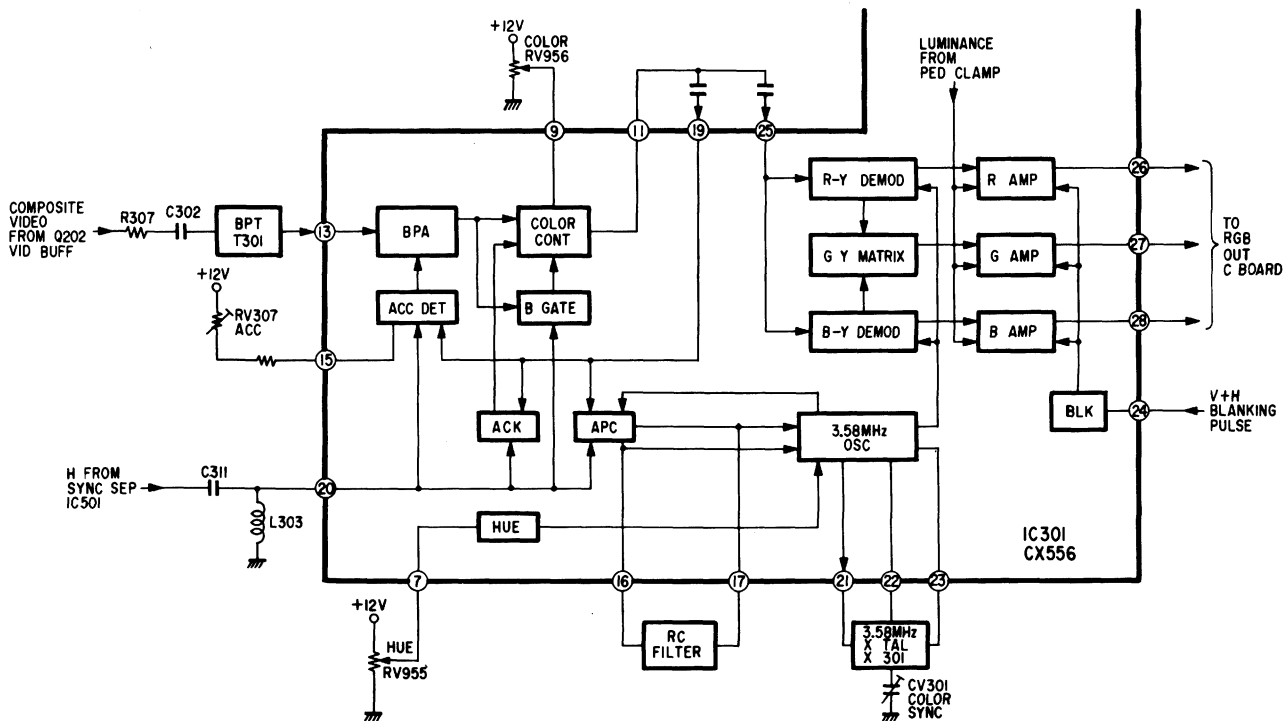 +12V
COLOR
RV956
LUMINANCE
FROM
PED CLAMP
9
11
19
25
COMPOSITE
VIDEO
FROM Q202
VID BUFF
R307
C302
BPT
T301
13
BPA
COLOR
CONT
R-Y DEMOD
R AMP
26
G Y MATRIX
G AMP
27
TO
RGB
OUT
C BOARD
+12V
RV307
ACC
ACC DET
B GATE
B-Y DEMOD
B AMP
28
15
ACK
APC
3.58MHz
OSC
BLK
24
V+H
BLANKING
PULSE
H FROM
SYNC SEP
IC501
C311
20
L303
HUE
IC301
CX556
7
16
17
21
22
23
+12V
HUE
RV955
RC
FILTER
3.58MHz
X TAL
X 301
CV301
COLOR
SYNC